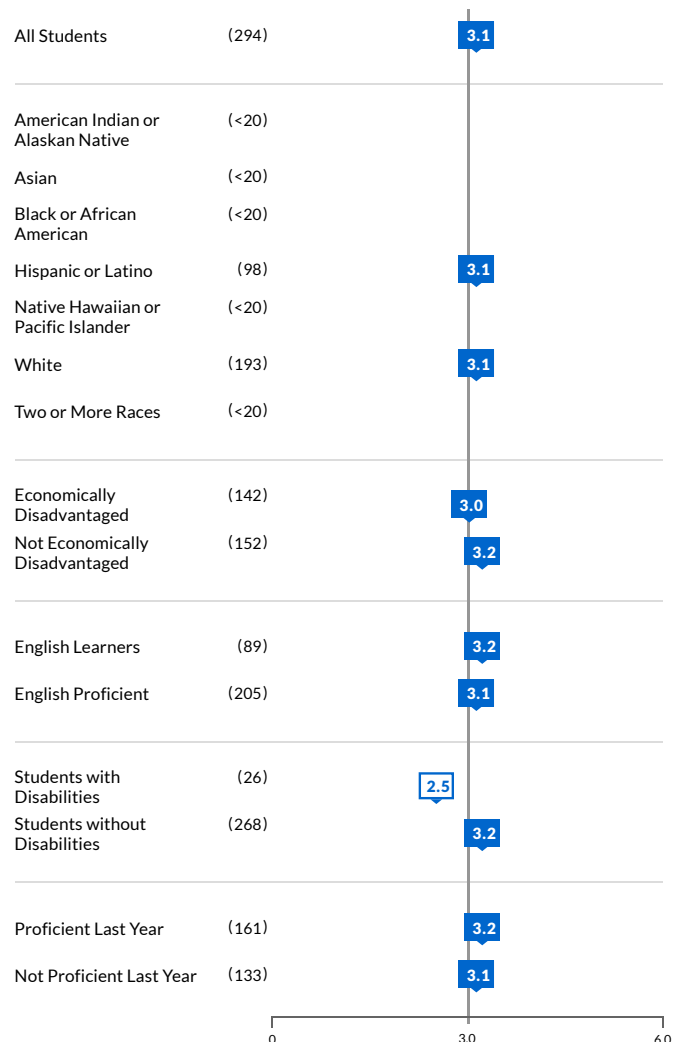 All Students (294) 3.1
American Indian or (<20)
Alaskan Native
Asian (<20)
Black or African (<20)
American
Hispanic or Latino (98) 3.1
Native Hawaiian or (<20)
Pacific Islander
White (193) 3.1
Two or More Races (<20)
Economically (142) 3.0
Disadvantaged
Not Economically (152) 3.2
Disadvantaged
English Learners (89) 3.2
English Proficient (205) 3.1
Students with (26) 2.5
Disabilities
Students without (268) 3.2
Disabilities
Proficient Last Year (161) 3.2
Not Proficient Last Year (133) 3.1
0 3.0 6.0